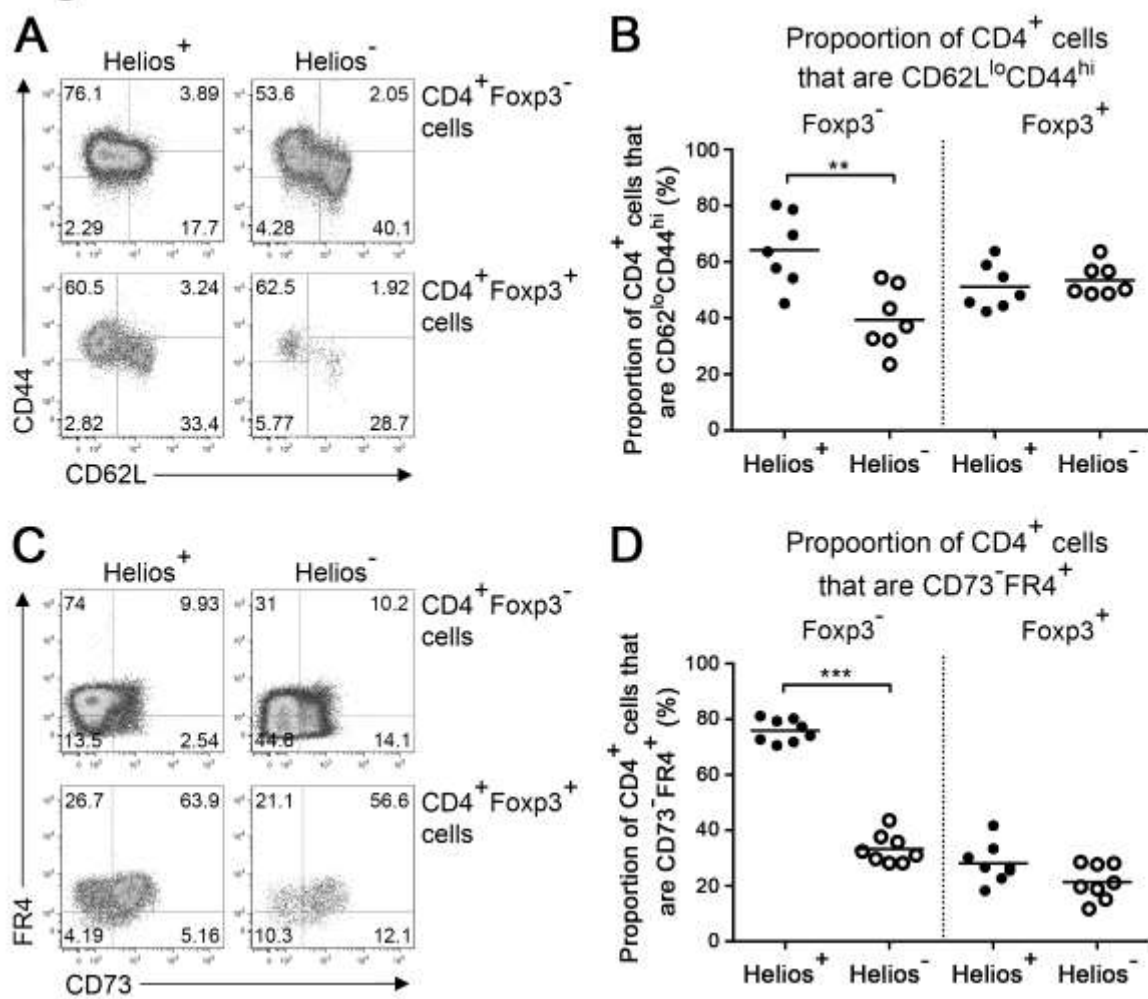 A
Helios+
Helios-
76.1 3.89
2.29 17.7
53.6 2.05
4.28 40.1
CD4+Foxp3-
cells
60.5 3.24
2.82 33.4
62.5 1.92
5.77 28.7
CD4+Foxp3+
cells
CD44
CD62L
B
Propoortion of CD4+ cells
that are CD62LloCD44hi
Foxp3-
Foxp3+
Proportion of CD4+ cells that
are CD62loCD44hi (%)
100
80
60
40
20
0
**
Helios+
Helios-
Helios+
Helios-
C
Helios+
Helios-
74 9.93
13.5 2.54
31 10.2
44.6 14.1
CD4+Foxp3-
cells
26.7 63.9
4.19 5.16
21.1 56.6
10.3 12.1
CD4+Foxp3+
cells
FR4
CD73
D
Propoortion of CD4+ cells
that are CD73-FR4+
Foxp3-
Foxp3+
Proportion of CD4+ cells that
are CD73-FR4+ (%)
100
80
60
40
20
0
***
Helios+
Helios-
Helios+
Helios-